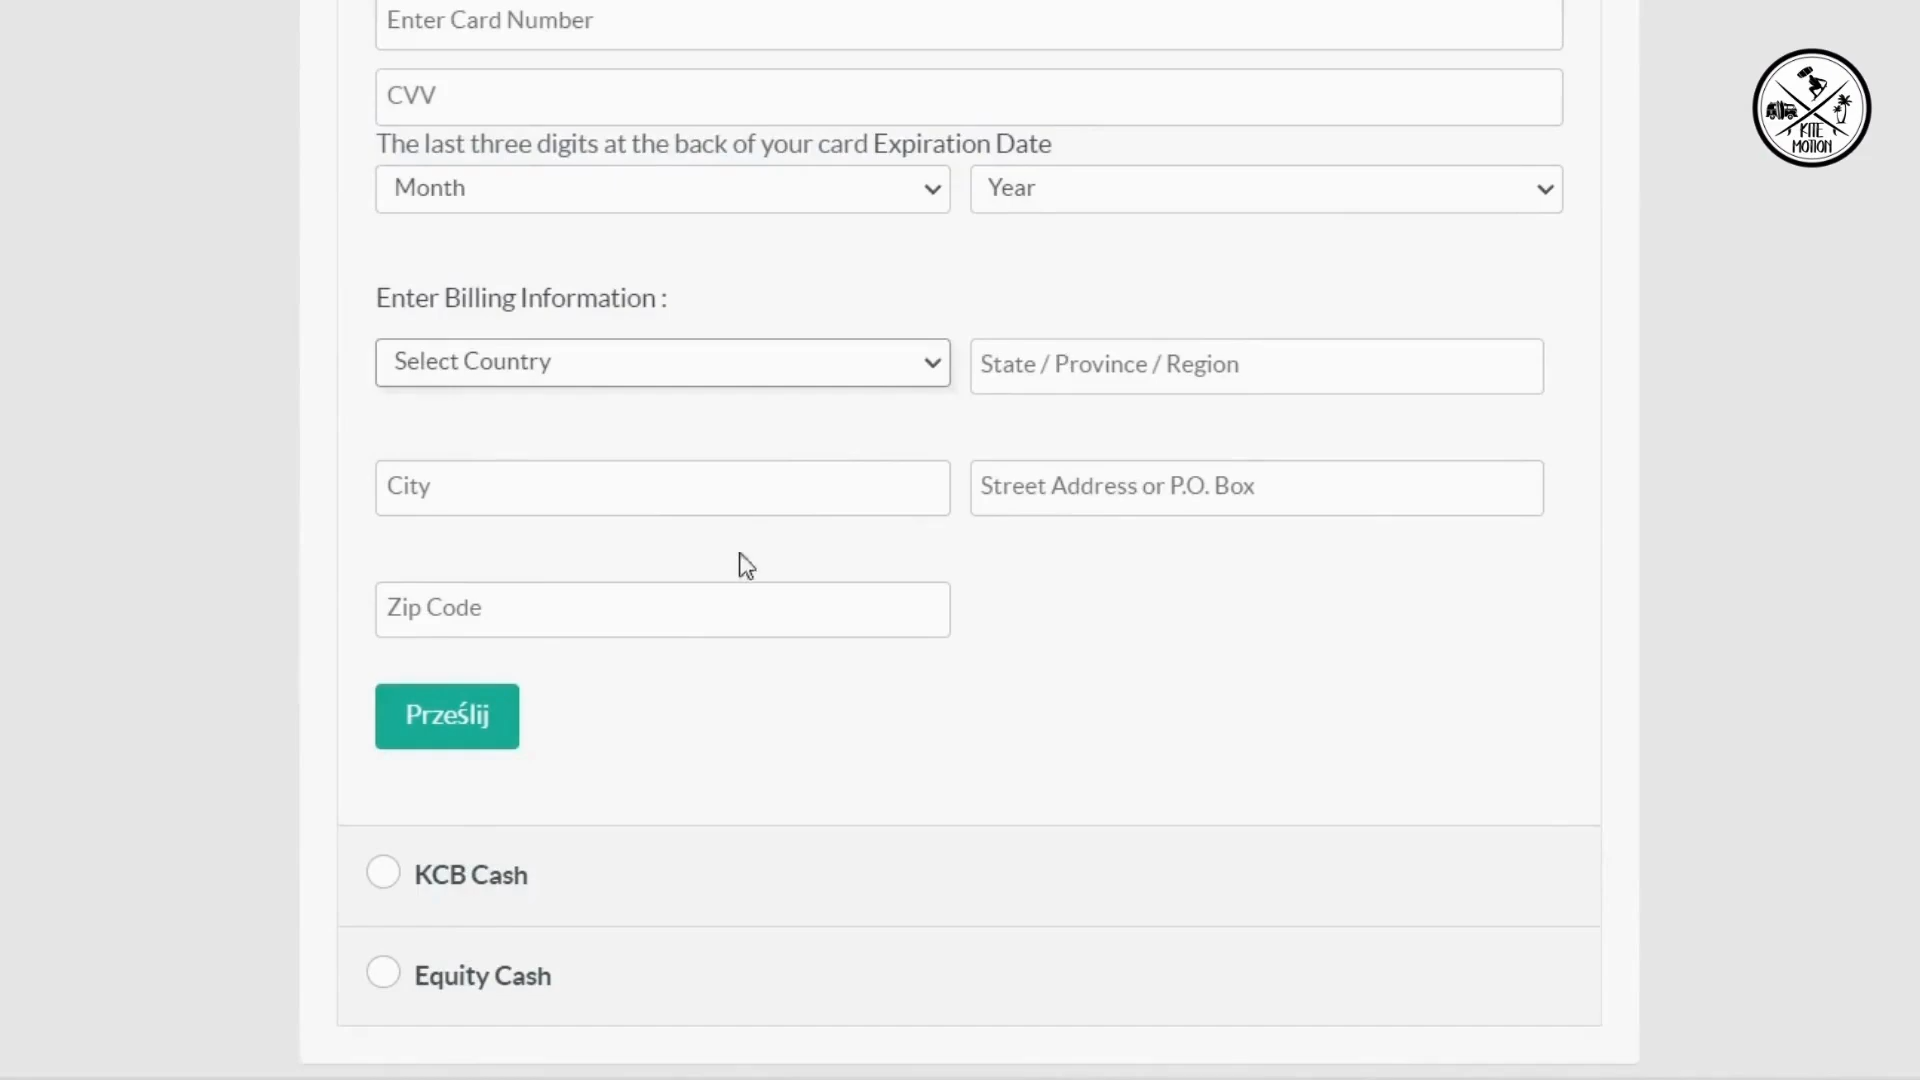 Enter Card Number
CVV
The last three digits at the back of your card Expiration Date
Month
Year
Enter Billing Information :
Select Country
State / Province / Region
City
Street Address or P.O. Box
Zip Code
Prześlij
KCB Cash
Equity Cash
KITE
MOTION